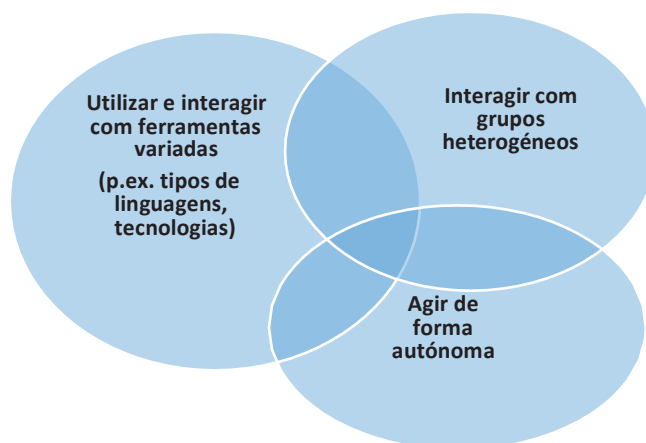 Utilizar e interagir
com ferramentas
variadas
(p.ex. tipos de
linguagens,
tecnologias)
Interagir com
grupos
heterogéneos
Agir de
forma
autónoma